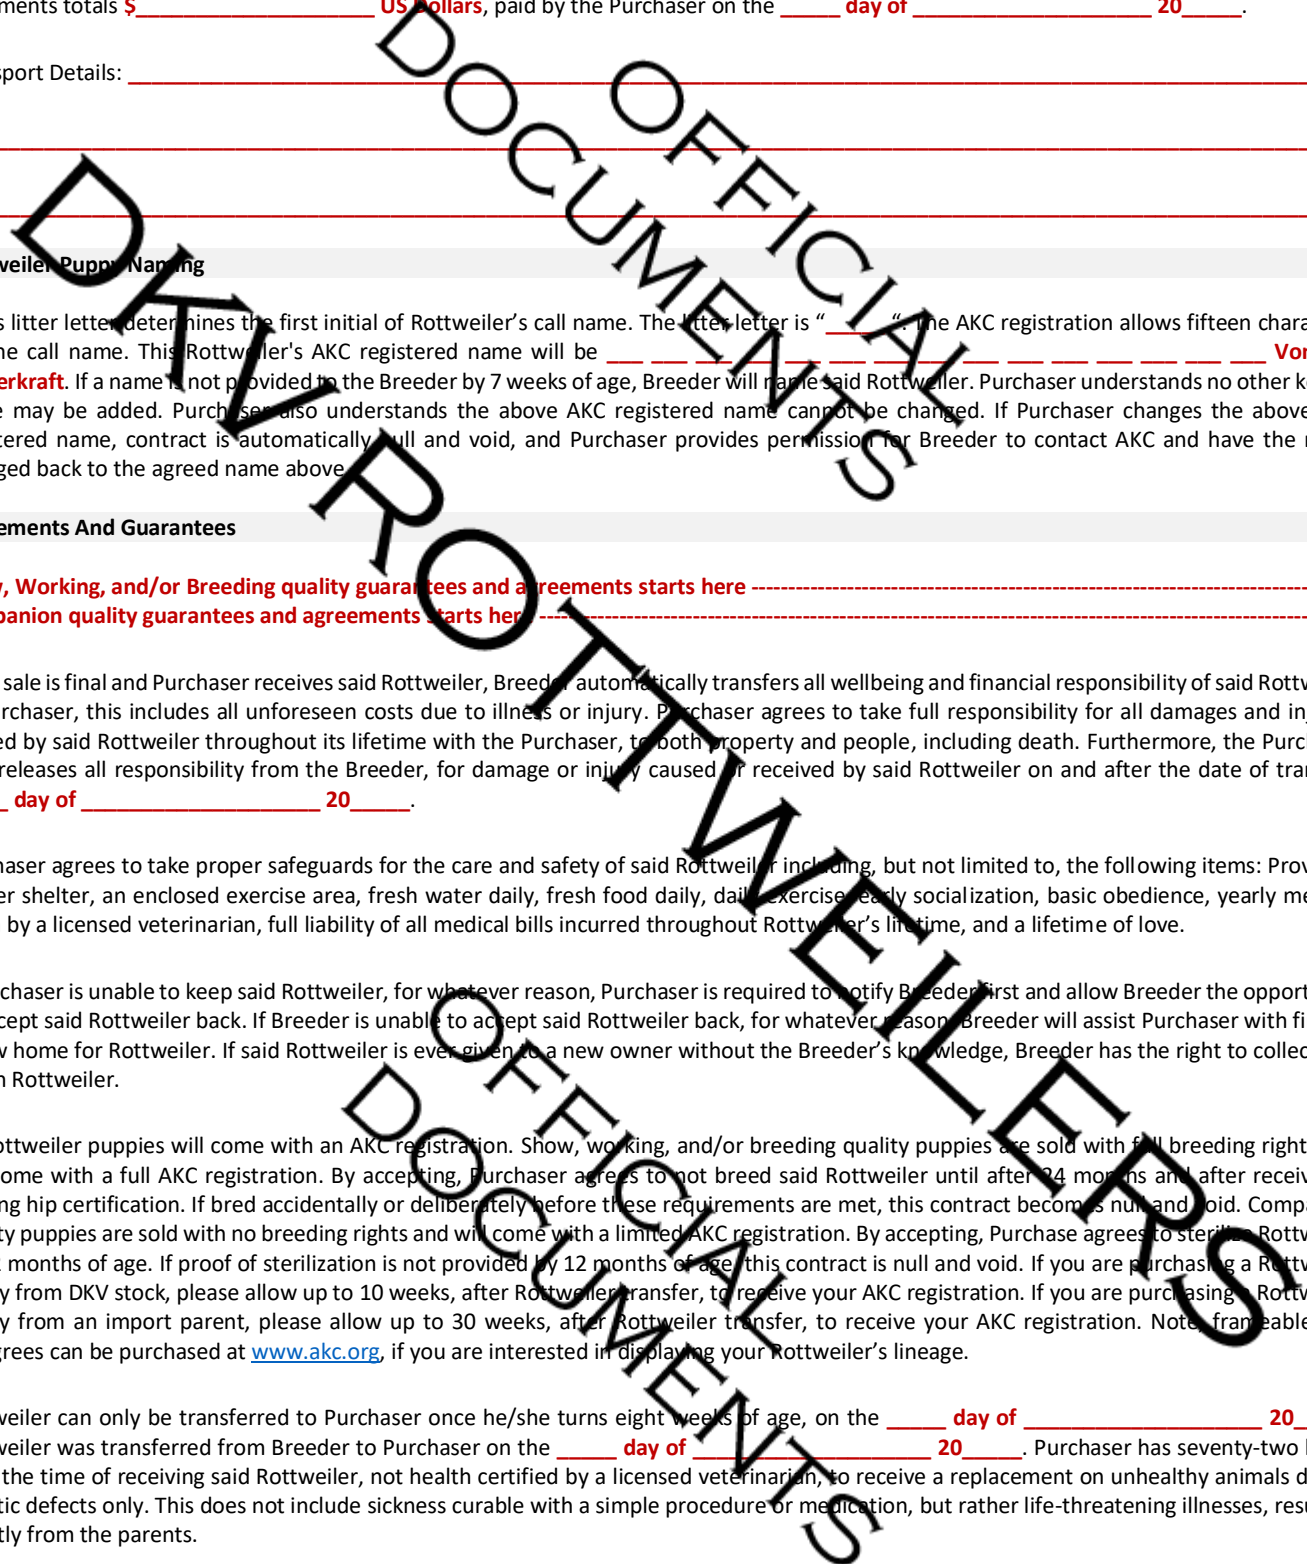 ments totals $____________________ US Dollars, paid by the Purchaser on the _____ day of ____________________ 20_____.
sport Details: ____________________
weiler Puppy Naming
s litter letter determines the first initial of Rottweiler’s call name. The litter letter is “_____“. The AKC registration allows fifteen chara
he call name. This Rottweiler's AKC registered name will be ___ ___ ___ ___ ___ ___ ___ ___ ___ ___ ___ ___ ___ ___ ___ Vor
erkraft. If a name is not provided to the Breeder by 7 weeks of age, Breeder will name said Rottweiler. Purchaser understands no other k
e may be added. Purchaser also understands the above AKC registered name cannot be changed. If Purchaser changes the above
tered name, contract is automatically null and void, and Purchaser provides permission for Breeder to contact AKC and have the
ged back to the agreed name above.
ements And Guarantees
, Working, and/or Breeding quality guarantees and agreements starts here ----------------------------------------
panion quality guarantees and agreements starts here ----------------------------------------
sale is final and Purchaser receives said Rottweiler, Breeder automatically transfers all wellbeing and financial responsibility of said Rottw
rchaser, this includes all unforeseen costs due to illness or injury. Purchaser agrees to take full responsibility for all damages and in
ed by said Rottweiler throughout its lifetime with the Purchaser, to both property and people, including death. Furthermore, the Purc
releases all responsibility from the Breeder, for damage or injury caused or received by said Rottweiler on and after the date of tra
_ day of ____________________ 20_____.
haser agrees to take proper safeguards for the care and safety of said Rottweiler including, but not limited to, the following items: Prov
er shelter, an enclosed exercise area, fresh water daily, fresh food daily, daily exercise, early socialization, basic obedience, yearly me
by a licensed veterinarian, full liability of all medical bills incurred throughout Rottweiler’s lifetime, and a lifetime of love.
chaser is unable to keep said Rottweiler, for whatever reason, Purchaser is required to notify Breeder first and allow Breeder the opport
cept said Rottweiler back. If Breeder is unable to accept said Rottweiler back, for whatever reason, Breeder will assist Purchaser with fi
w home for Rottweiler. If said Rottweiler is ever given to a new owner without the Breeder’s knowledge, Breeder has the right to collec
n Rottweiler.
ottweiler puppies will come with an AKC registration. Show, working, and/or breeding quality puppies are sold with full breeding right
ome with a full AKC registration. By accepting, Purchaser agrees to not breed said Rottweiler until after 24 months and after receiv
ng hip certification. If bred accidentally or deliberately before these requirements are met, this contract becomes null and void. Comp
ty puppies are sold with no breeding rights and will come with a limited AKC registration. By accepting, Purchase agrees to sterilize Rottw
months of age. If proof of sterilization is not provided by 12 months of age, this contract is null and void. If you are purchasing a Rottw
y from DKV stock, please allow up to 10 weeks, after Rottweiler transfer, to receive your AKC registration. If you are purchasing a Rottw
y from an import parent, please allow up to 30 weeks, after Rottweiler transfer, to receive your AKC registration. Note, frameable
grees can be purchased at www.akc.org, if you are interested in displaying your Rottweiler’s lineage.
weiler can only be transferred to Purchaser once he/she turns eight weeks of age, on the _____ day of ____________________ 20_
weiler was transferred from Breeder to Purchaser on the _____ day of ____________________ 20_____. Purchaser has seventy-two
the time of receiving said Rottweiler, not health certified by a licensed veterinarian, to receive a replacement on unhealthy animals d
tic defects only. This does not include sickness curable with a simple procedure or medication, but rather life-threatening illnesses, resu
tly from the parents.
OFFICIAL
DOCUMENTS
DKV ROTTWEILERS
OFFICIAL
DOCUMENTS